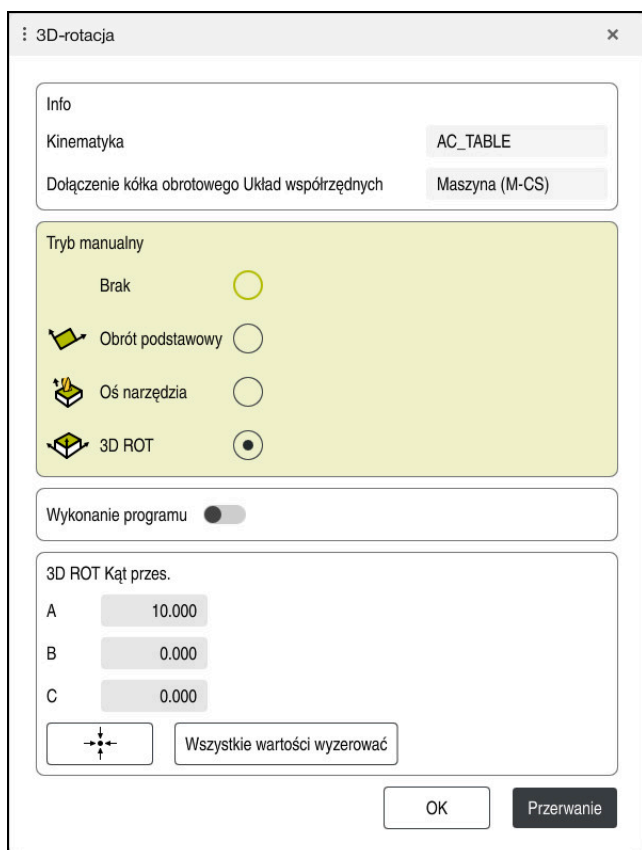 3D-rotacja
Info
Kinematyka AC_TABLE
Dołączenie kółka obrotowego Układ współrzędnych Maszyna (M-CS)
Tryb manualny
Brak
Obrót podstawowy
Oś narzędzia
3D ROT
Wykonanie programu
3D ROT Kąt przes.
A 10.000
B 0.000
C 0.000
Wszystkie wartości wyzerować
OK Przerwanie